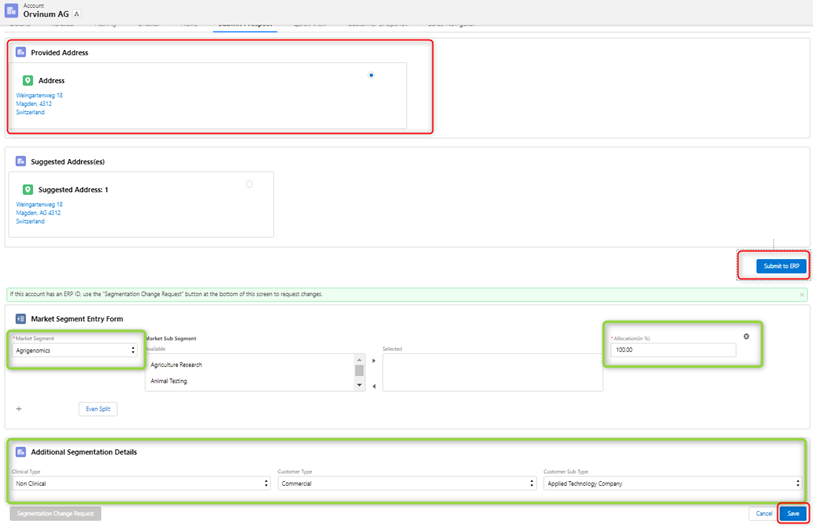 Account
Orvinum AG
Submit Prospect
Provided Address
Address
Weingartenweg 18
Magden, 4312
Switzerland
Suggested Address(es)
Suggested Address: 1
Weingartenweg 18
Magden, AG 4312
Switzerland
Submit to ERP
If this account has an ERP ID, use the "Segmentation Change Request" button at the bottom of this screen to request changes.
Market Segment Entry Form
*Market Segment
Agrigenomics
Market Sub Segment
Available
Agriculture Research
Animal Testing
Selected
*Allocation(in %)
100.00
Even Split
Additional Segmentation Details
Clinical Type
Non Clinical
Customer Type
Commercial
Customer Sub Type
Applied Technology Company
Segmentation Change Request
Cancel
Save